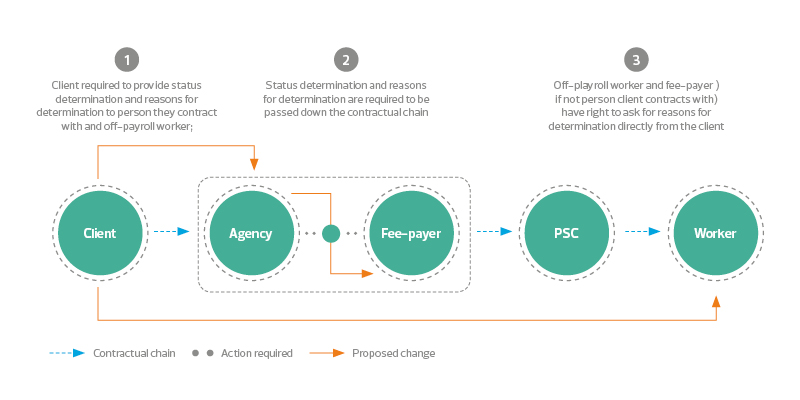 1
Client required to provide status
determination and reasons for
determination to person they contract
with and off-payroll worker;
2
Status determination and reasons
for determination are required to be
passed down the contractual chain
3
Off-playroll worker and fee-payer )
if not person client contracts with)
have right to ask for reasons for
determination directly from the client
Client
Agency
Fee-payer
PSC
Worker
Contractual chain
Action required
Proposed change